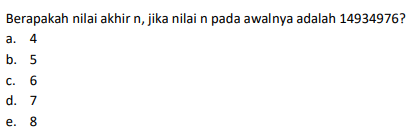 Berapakah nilai akhir n, jika nilai n pada awalnya adalah 14934976?
a. 4
b. 5
c. 6
d. 7
e. 8